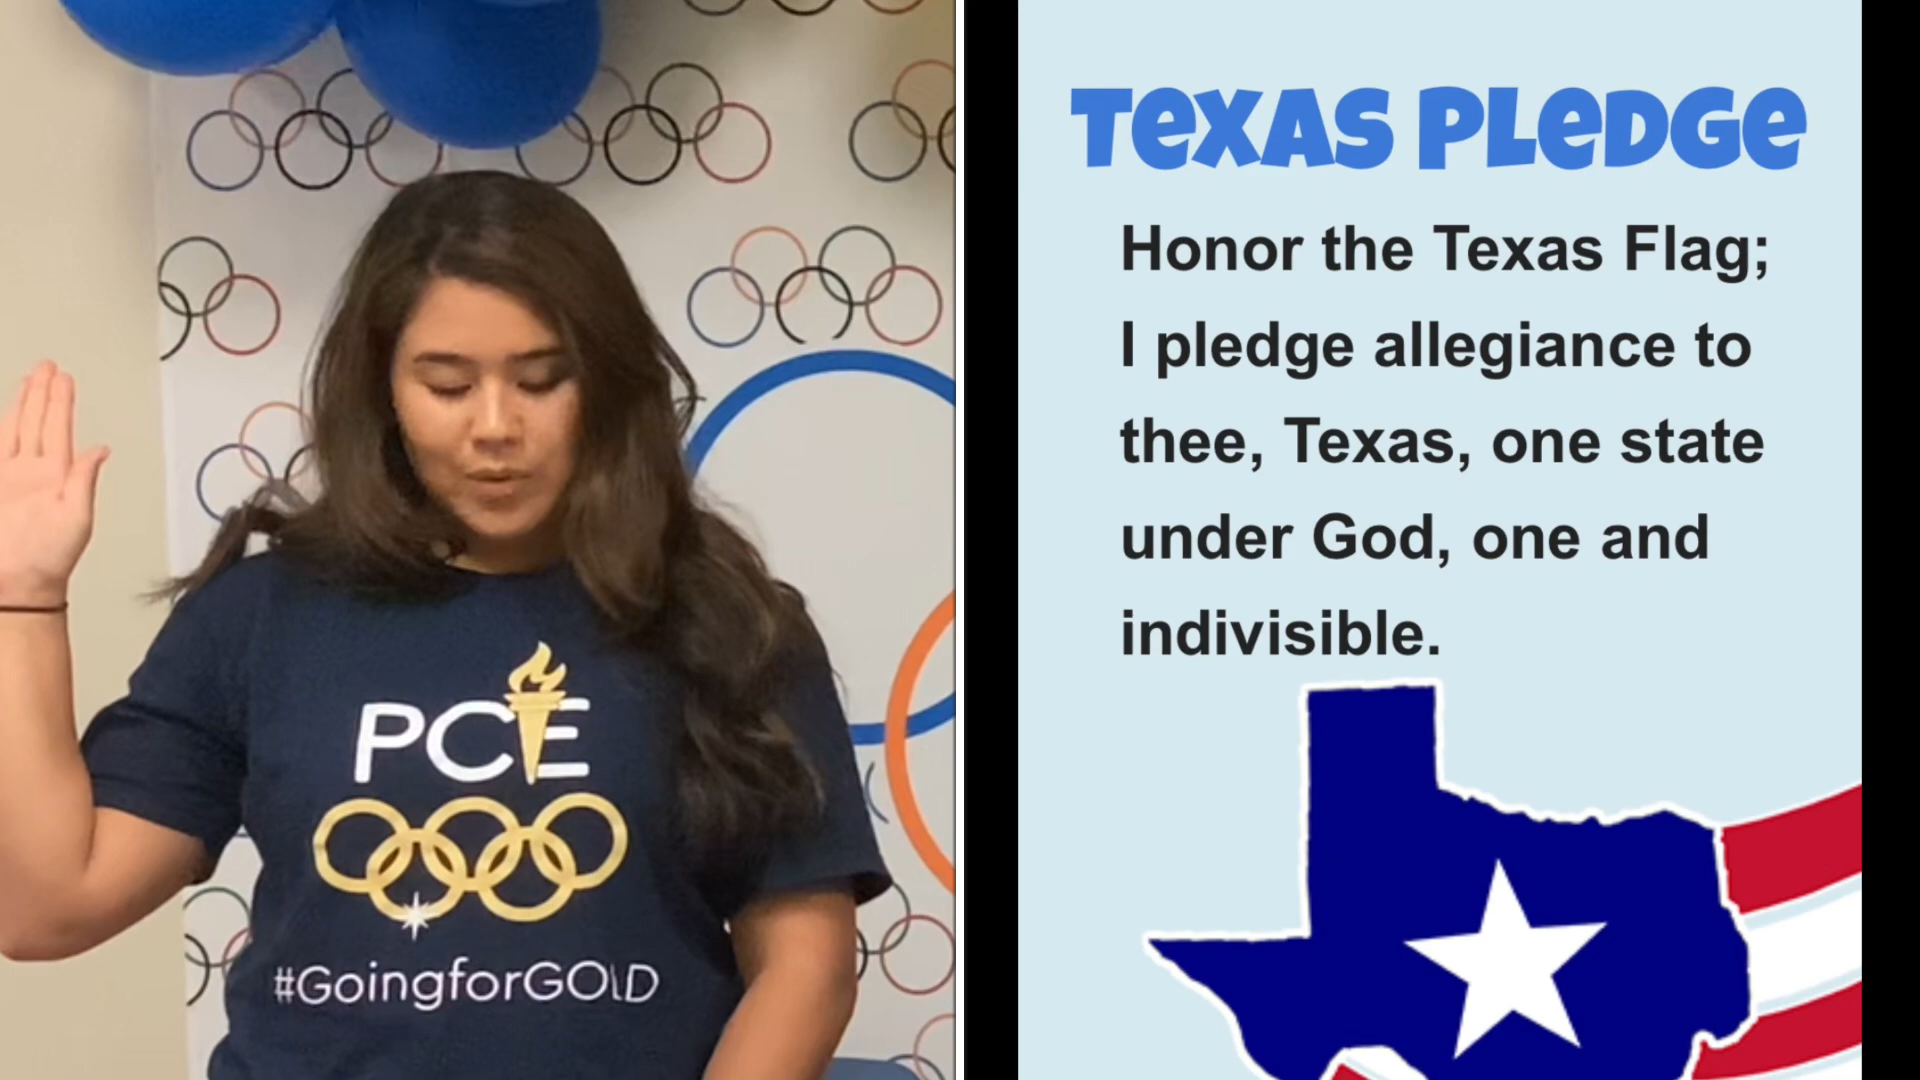 PCE
#GoingforGOLD
TEXAS PLEDGE
Honor the Texas Flag;
I pledge allegiance to
thee, Texas, one state
under God, one and
indivisible.